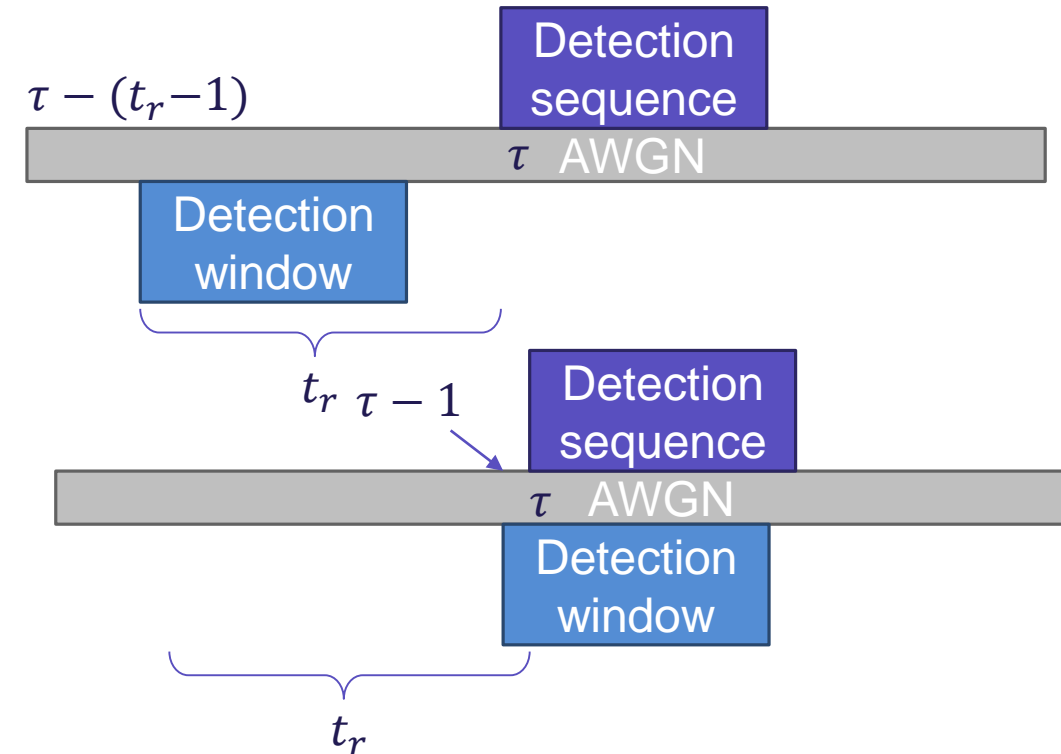 Detection
sequence
τ − (t_r−1)
τ AWGN
Detection
window
t_r τ − 1
Detection
sequence
τ AWGN
Detection
window
t_r